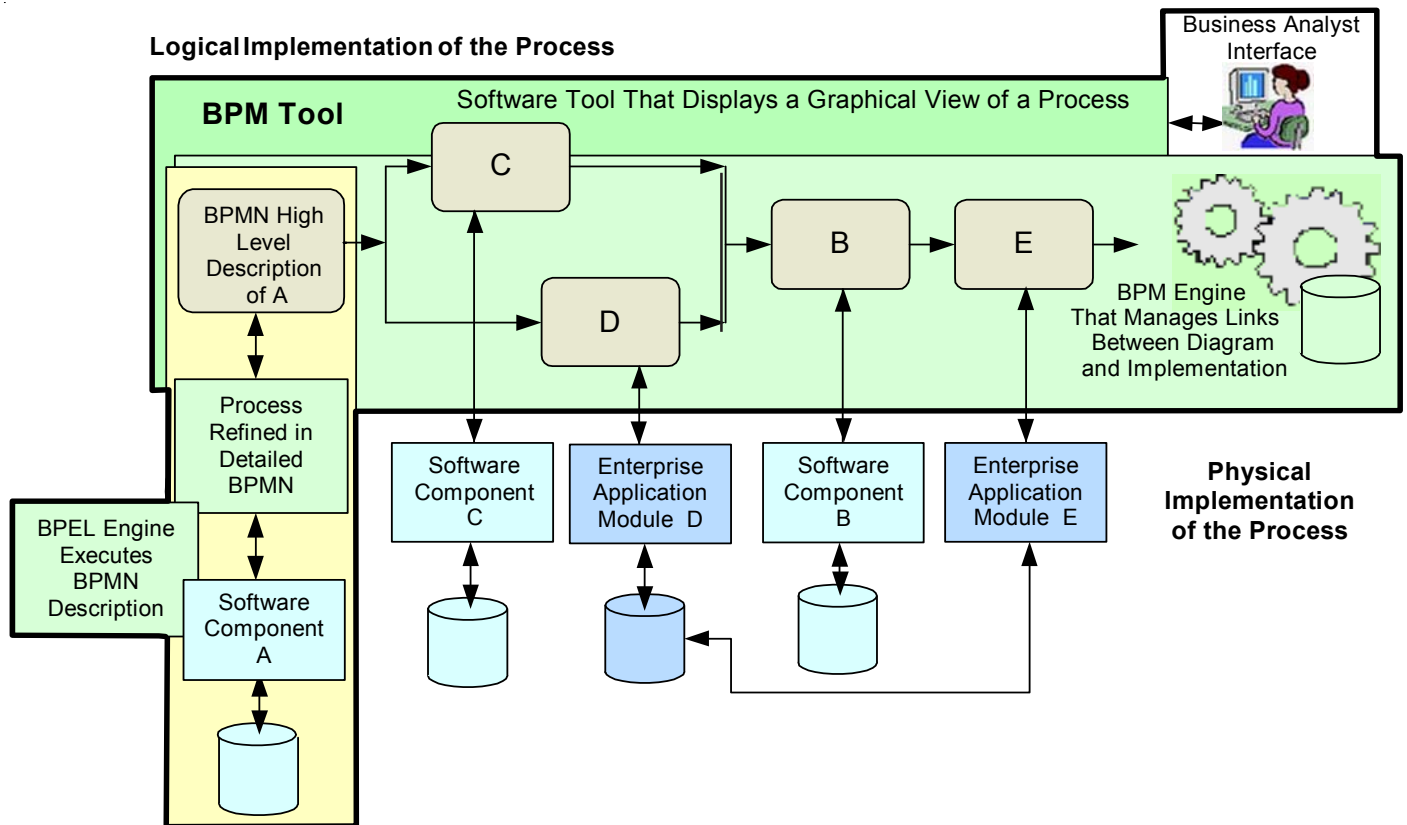 Business Analyst
Interface
Logical Implementation of the Process
BPM Tool
Software Tool That Displays a Graphical View of a Process
C
BPMN High
Level
Description
of A
B
E
D
BPM Engine
That Manages Links
Between Diagram
and Implementation
Process
Refined in
Detailed
BPMN
Software
Component
C
Enterprise
Application
Module D
Software
Component
B
Enterprise
Application
Module E
Physical
Implementation
of the Process
BPEL Engine
Executes
BPMN
Description
Software
Component
A